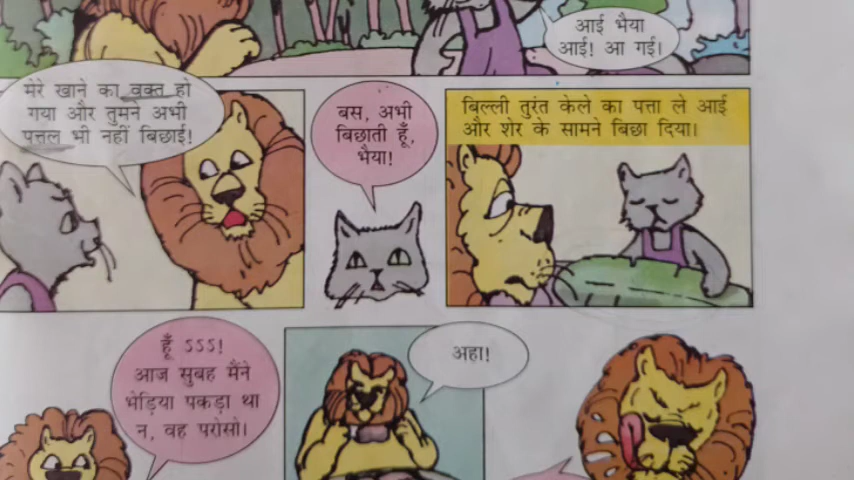 आई भैया
आई! आ गई।
मेरे खाने का वक्त हो
गया और तुमने अभी
पत्तल भी नहीं बिछाई!
बस, अभी
बिछाती हूँ,
भैया!
बिल्ली तुरंत केले का पत्ता ले आई
और शेर के सामने बिछा दिया।
हूँ ऽऽऽ!
आज सुबह मैंने
भेड़िया पकड़ा था
न, वह परोसो।
अहा!